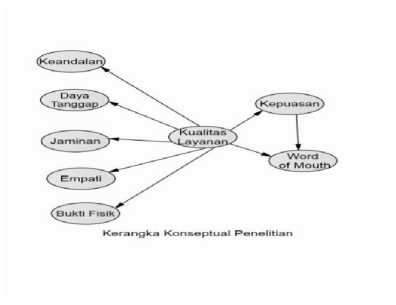 Keandalan
Daya
Tanggap
Jaminan
Empati
Bukti Fisik
Kualitas
Layanan
Kepuasan
Word
of Mouth
Kerangka Konseptual Penelitian